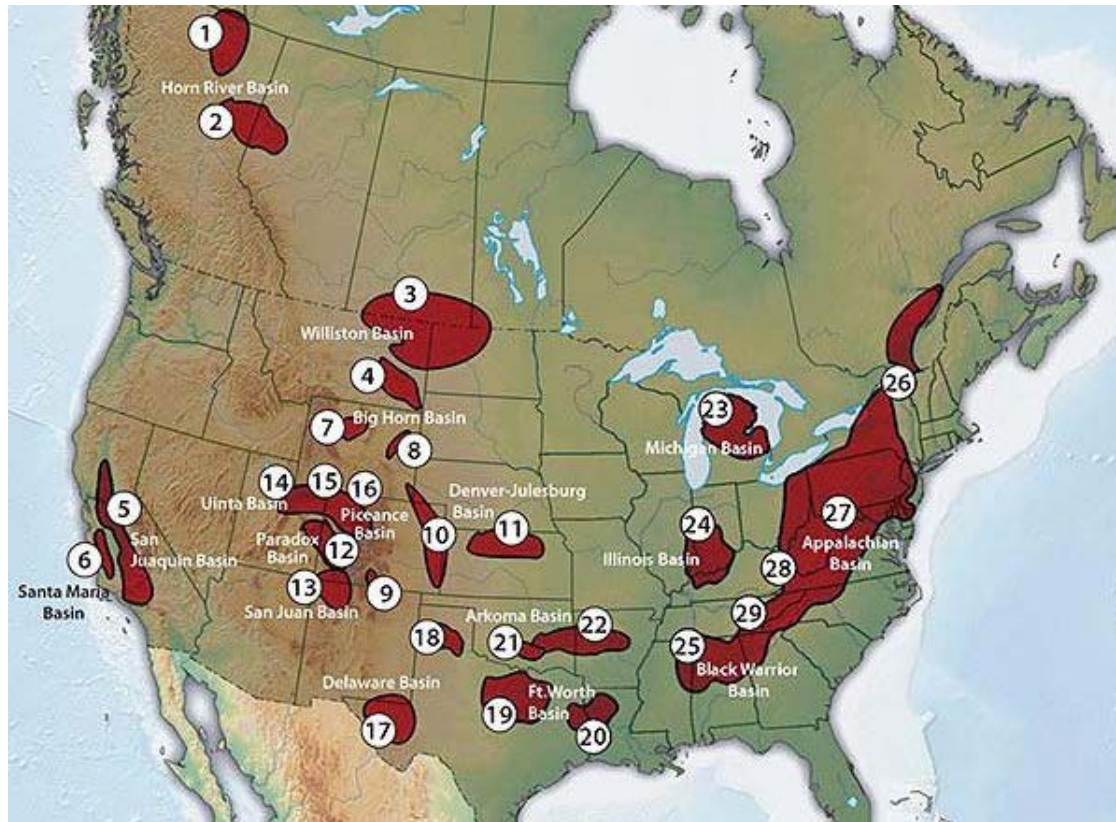 1
Horn River Basin
2
3
Williston Basin
4
Big Horn Basin
7
8
14
15
16
Uinta Basin
Piceance
Basin
Denver-Julesburg
Basin
5
San
Juaquin Basin
6
Santa Maria
Basin
Paradox
Basin
12
10
11
13
San Juan Basin
9
23
Michigan Basin
24
Illinois Basin
26
27
Appalachian
Basin
28
29
Arkoma Basin
18
21
22
25
Black Warrior
Basin
Delaware Basin
17
19
Ft.Worth
Basin
20